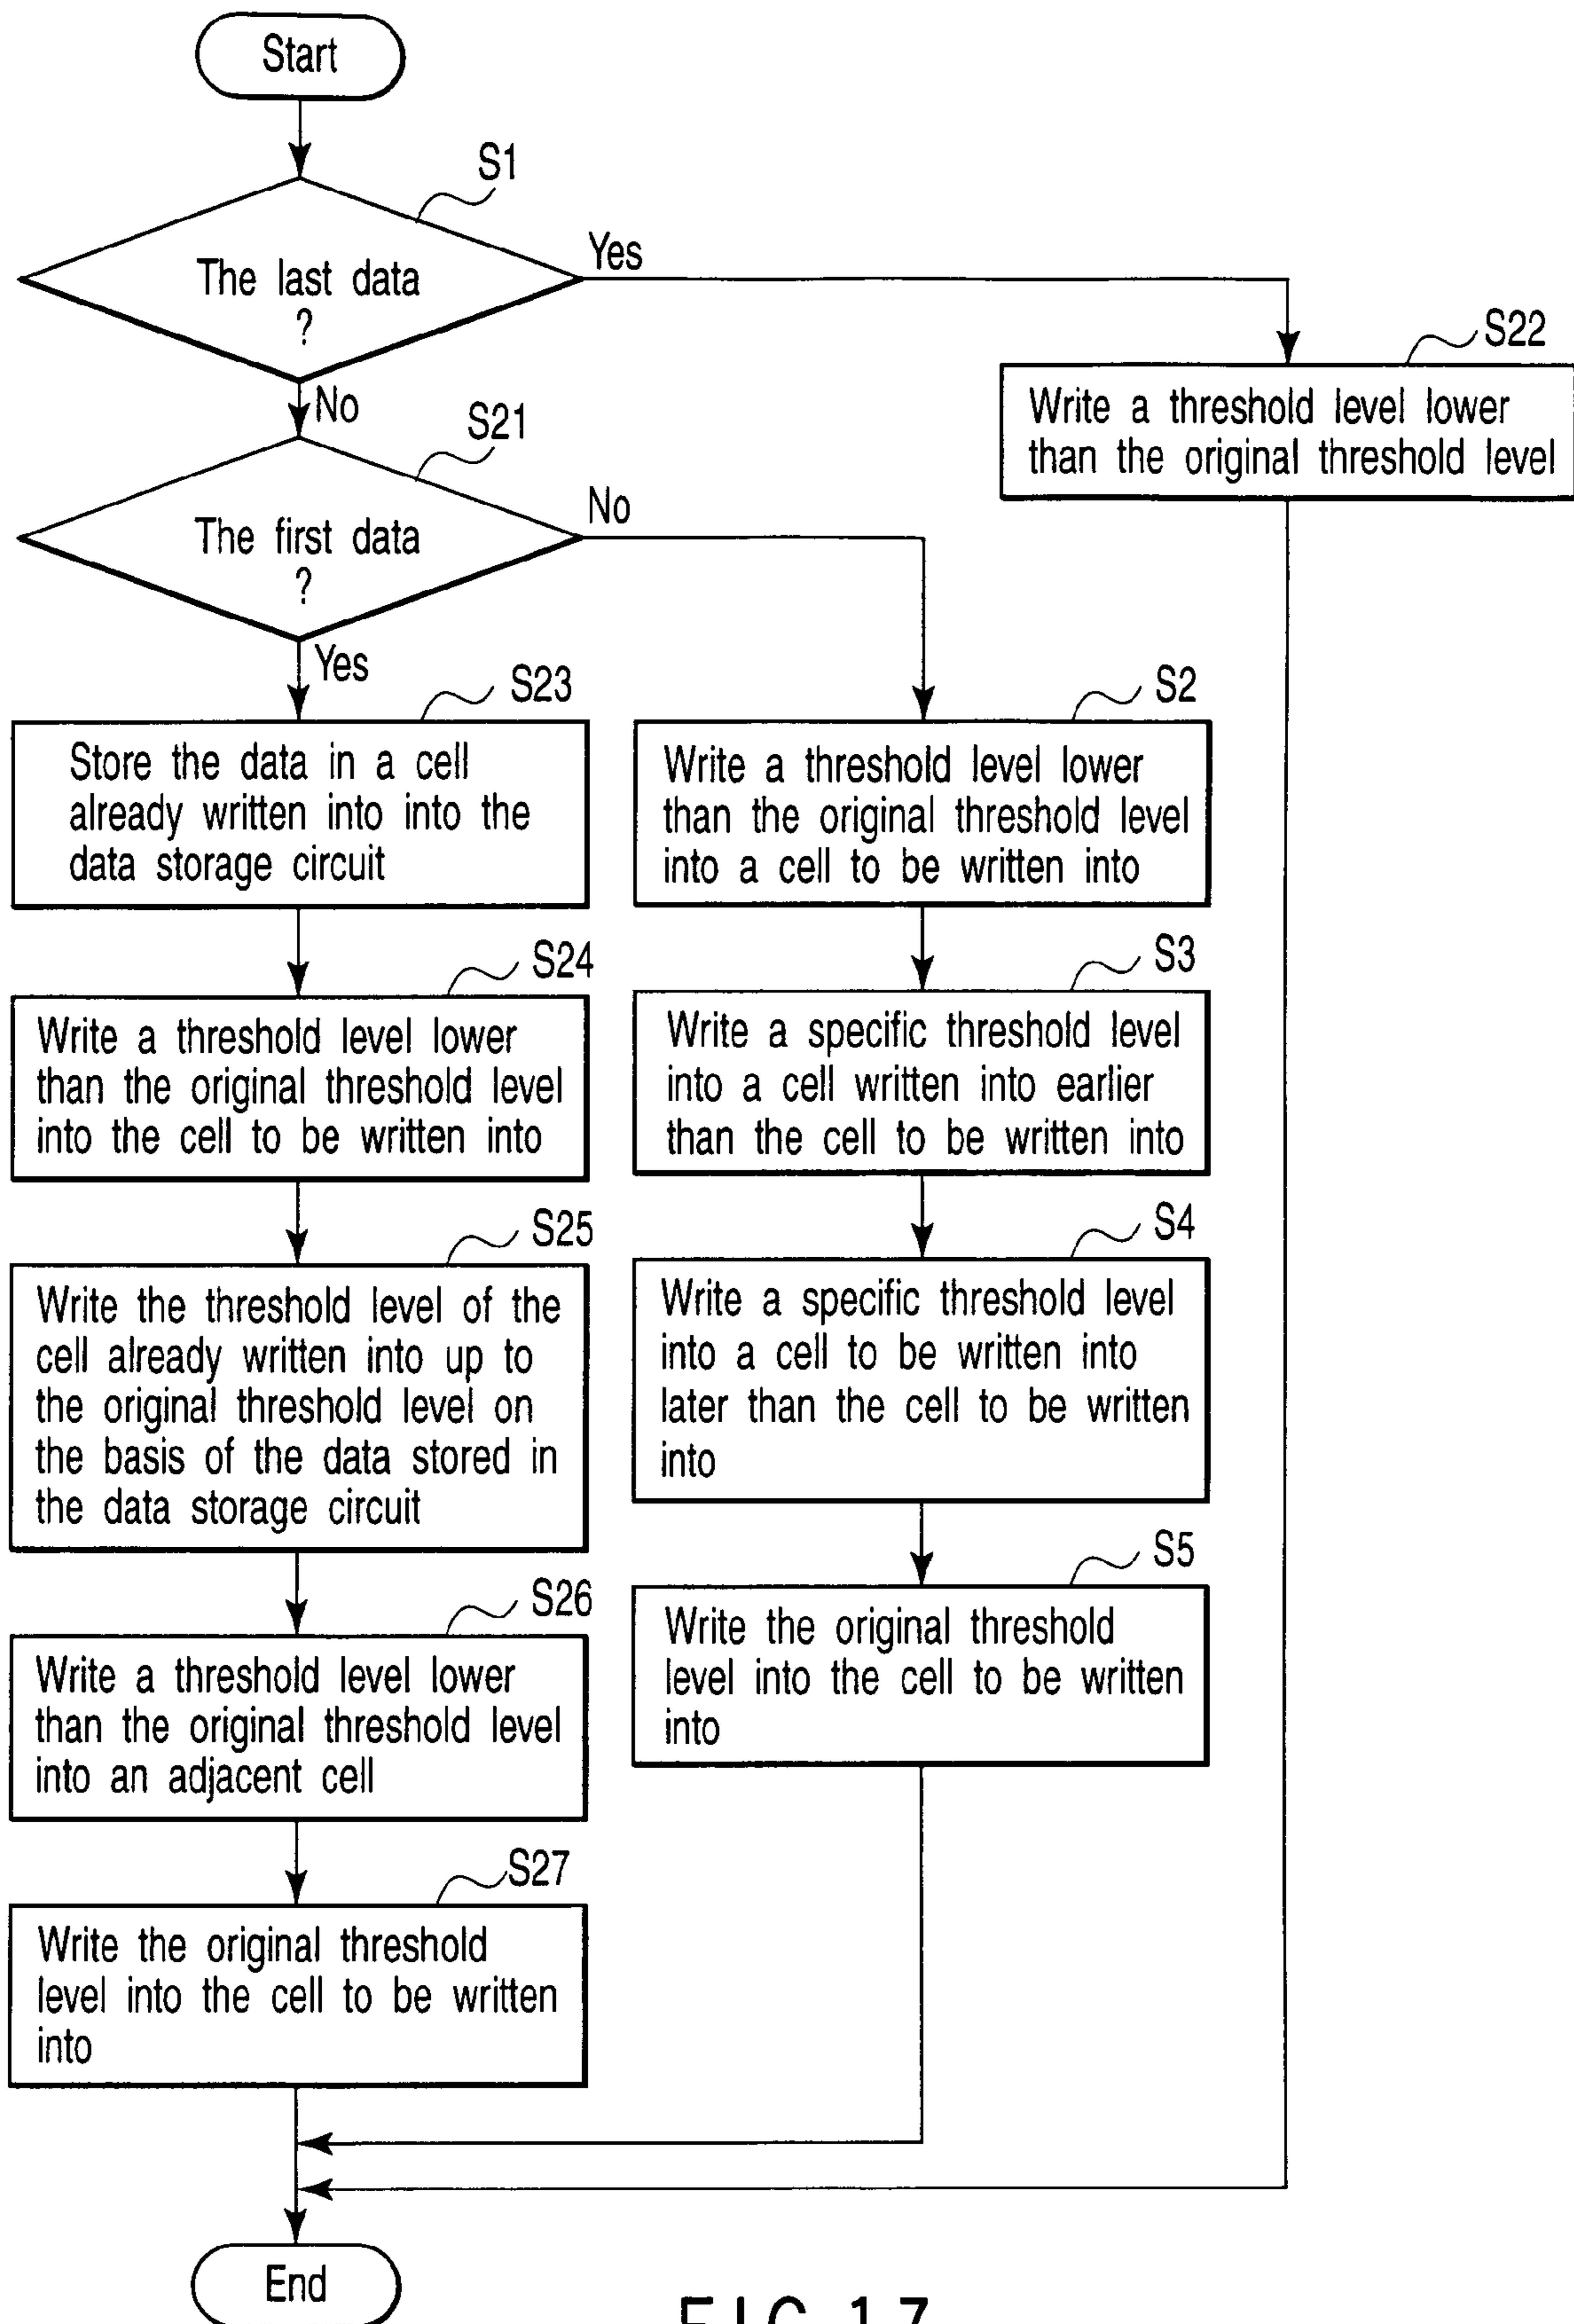 Start
S1
The last data
?
Yes
No
S22
Write a threshold level lower
than the original threshold level
S21
The first data
?
No
Yes
S23
Store the data in a cell
already written into into the
data storage circuit
S24
Write a threshold level lower
than the original threshold level
into the cell to be written into
S25
Write the threshold level of the
cell already written into up to
the original threshold level on
the basis of the data stored in
the data storage circuit
S26
Write a threshold level lower
than the original threshold level
into an adjacent cell
S27
Write the original threshold
level into the cell to be written
into
S2
Write a threshold level lower
than the original threshold level
into a cell to be written into
S3
Write a specific threshold level
into a cell written into earlier
than the cell to be written into
S4
Write a specific threshold level
into a cell to be written into
later than the cell to be written
into
S5
Write the original threshold
level into the cell to be written
into
End
FIG. 17